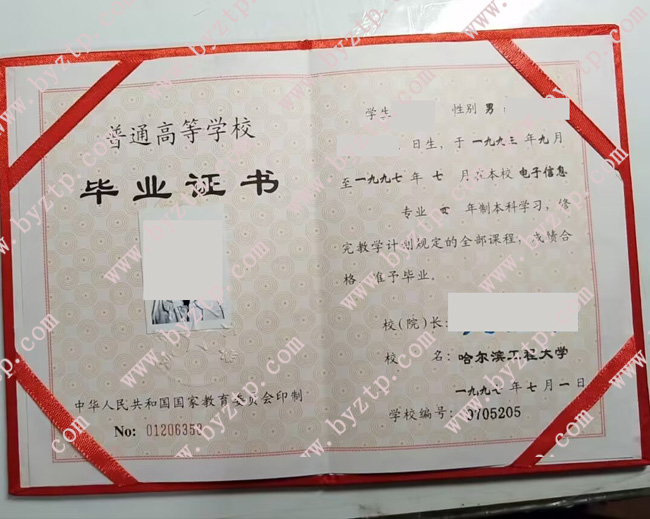 普通高等学校
毕业证书
中华人民共和国国家教育委员会印制
No: 01206353
学生 性别 男
日生，于 一九九三 年 九 月
至 一九九七 年 七 月在本校 电子信息
专业 四 年制本科学习，修
完教学计划规定的全部课程，成绩合
格，准予毕业。
校(院)长:
校 名: 哈尔滨工程大学
一九九七 年 七 月 一 日
学校编号: 0705205
www.byztp.com